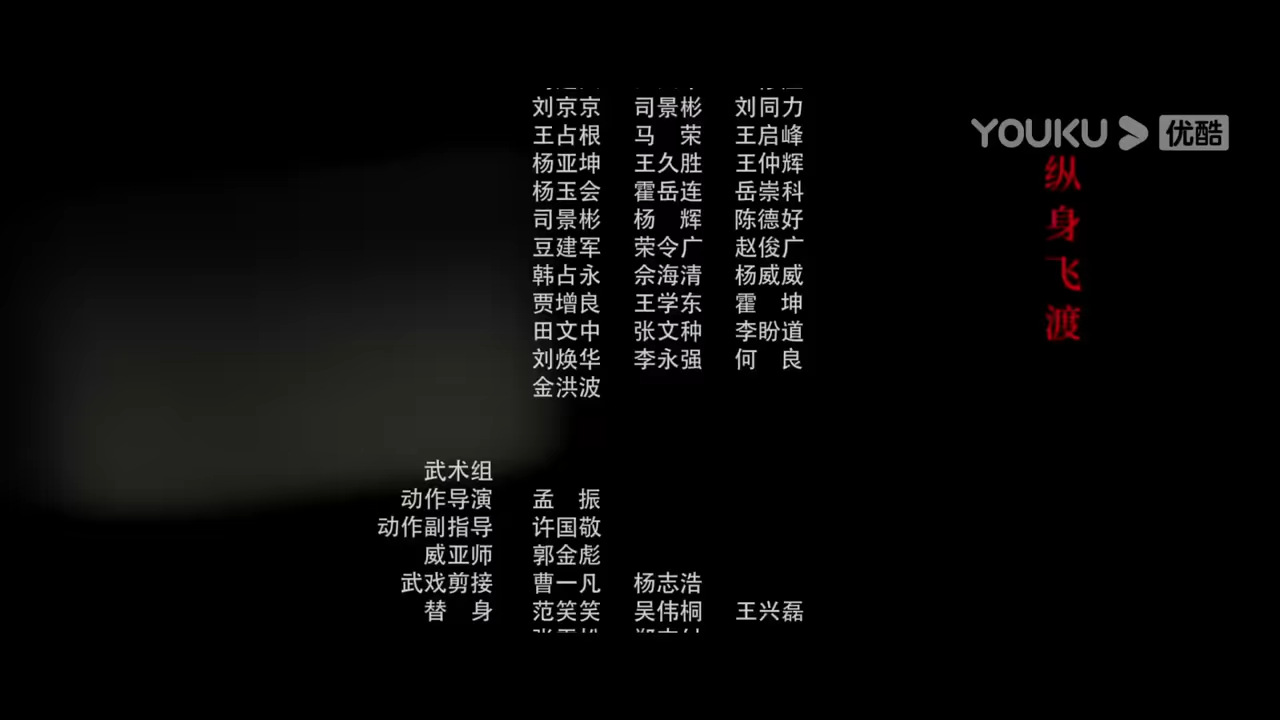 刘京京 司景彬 刘同力
王占根 马 荣 王启峰
杨亚坤 王久胜 王仲辉
杨玉会 霍岳连 岳崇科
司景彬 杨 辉 陈德好
豆建军 荣令广 赵俊广
韩占永 佘海清 杨威威
贾增良 王学东 霍 坤
田文中 张文种 李盼道
刘焕华 李永强 何 良
金洪波
武术组
动作导演 孟 振
动作副指导 许国敬
威亚师 郭金彪
武戏剪接 曹一凡 杨志浩
替 身 范笑笑 吴伟桐 王兴磊
YOUKU 优酷
纵身飞渡